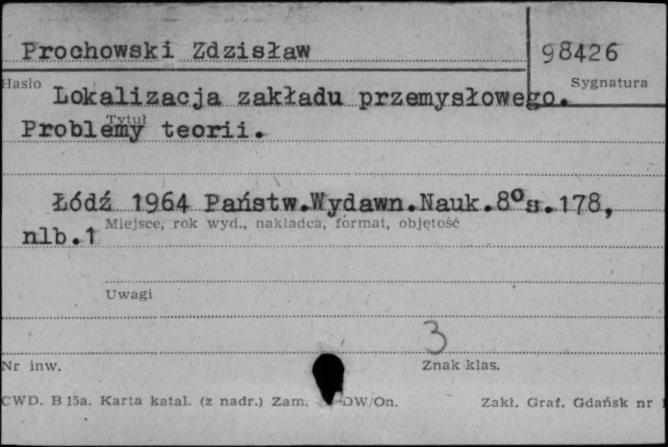 Prochowski Zdzisław
98426
Hasło
Sygnatura
Lokalizacja zakładu przemysłowego.
Tytuł
Problemy teorii.
Łódź 1964 Państw.Wydawn.Nauk.8⁰s.178,
Miejsce, rok wyd., nakładca, format, objętość
nlb.1
Uwagi
3
Nr inw.
Znak klas.
CWD. B 15a. Karta katal. (z nadr.) Zam. DW/On.
Zakł. Graf. Gdańsk nr 1